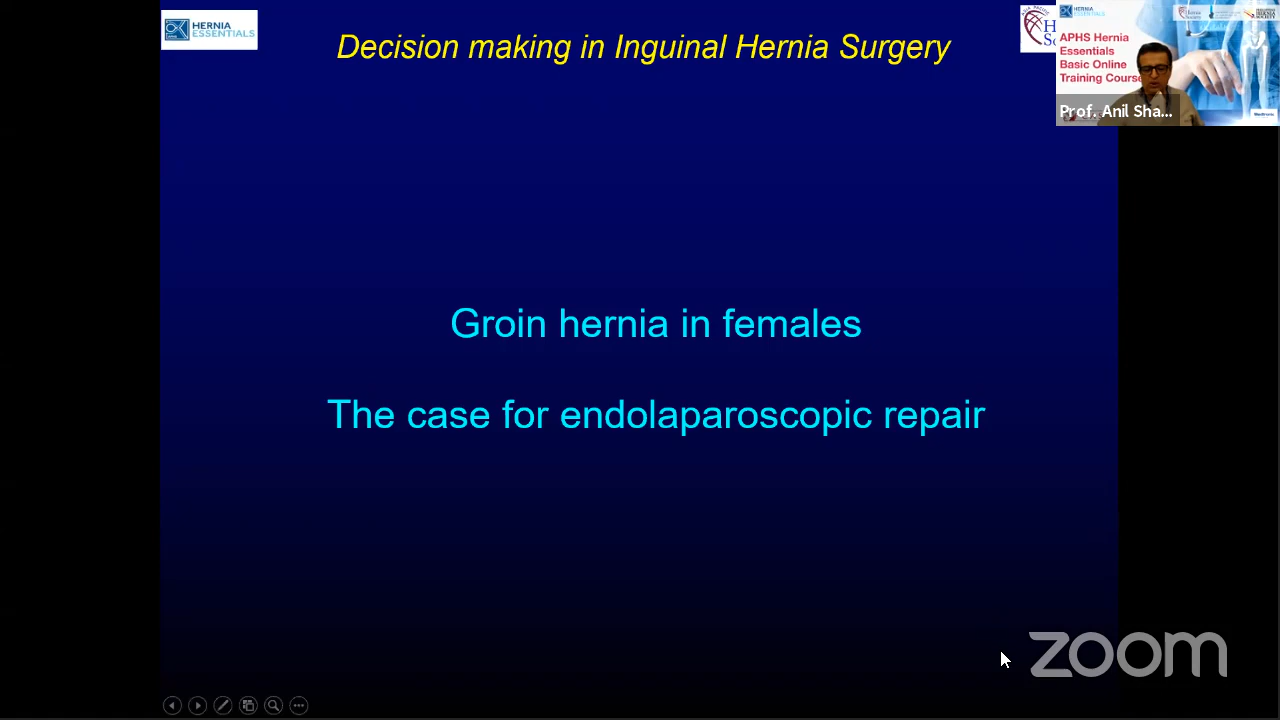 HERNIA
ESSENTIALS
Decision making in Inguinal Hernia Surgery
HERNIA
ESSENTIALS
APHS Hernia
Essentials
Basic Online
Training Course
Prof. Anil Sha...
Groin hernia in females
The case for endolaparoscopic repair
zoom